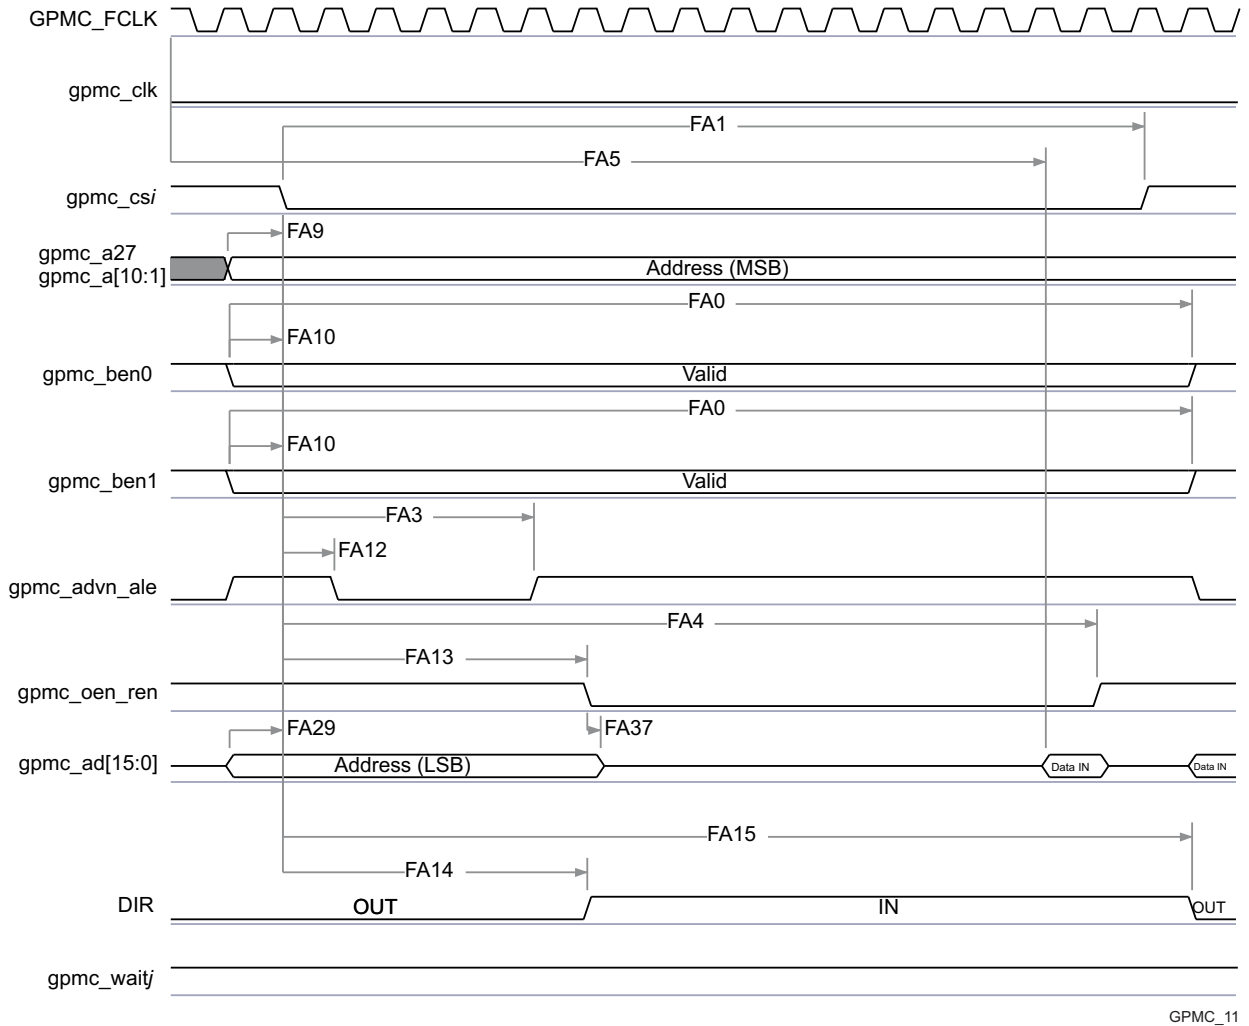 GPMC_FCLK
gpmc_clk
FA1
FA5
gpmc_csi
FA9
gpmc_a27
gpmc_a[10:1]
Address (MSB)
FA0
FA10
gpmc_ben0
Valid
FA0
FA10
gpmc_ben1
Valid
FA3
FA12
gpmc_advn_ale
FA4
FA13
gpmc_oen_ren
FA29
FA37
gpmc_ad[15:0]
Address (LSB)
Data IN
Data IN
FA15
FA14
DIR
OUT
IN
OUT
gpmc_waitj
GPMC_11